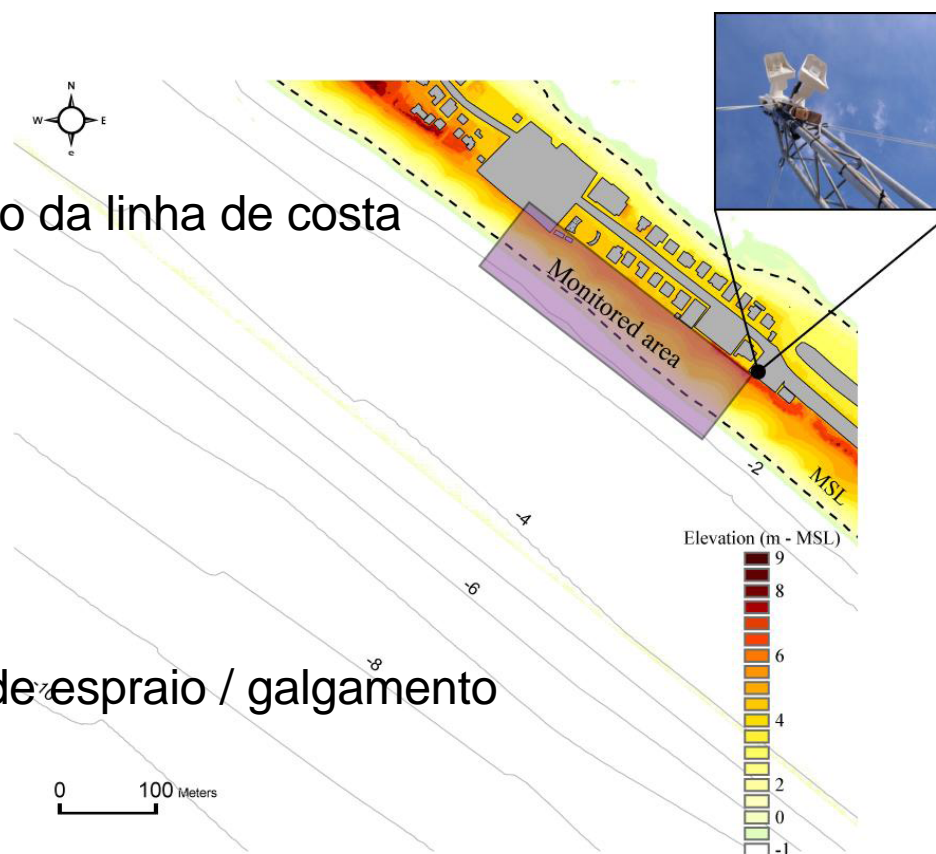 N
W E
S
o da linha de costa
Monitored area
-2
MSL
-4
Elevation (m - MSL)
9
8
-6
6
-8
de espraio / galgamento
-10
4
0 100 Meters
2
0
-1